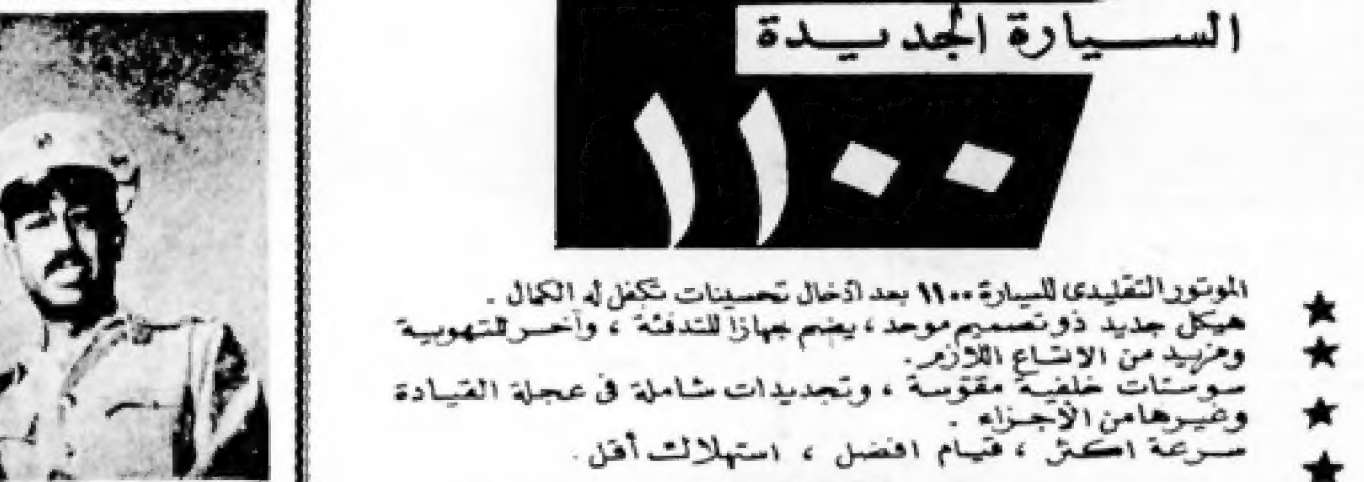 السيارة الجديدة
١١٠٠
الموتور التقليدى للسيارة ١١٠٠ بعد ادخال تحسينات تكفل له الكمال .
هيكل جديد ذو تصميم موحد ، يضم جهازا للتدفئة ، وآخر للتهوية
ومزيد من الاتساع اللازم .
سوستات خلفية مقوّسة ، وتجديدات شاملة فى عجلة القيادة
وغيرها من الأجزاء .
سرعة اكثر ، قيام افضل ، استهلاك أقل .